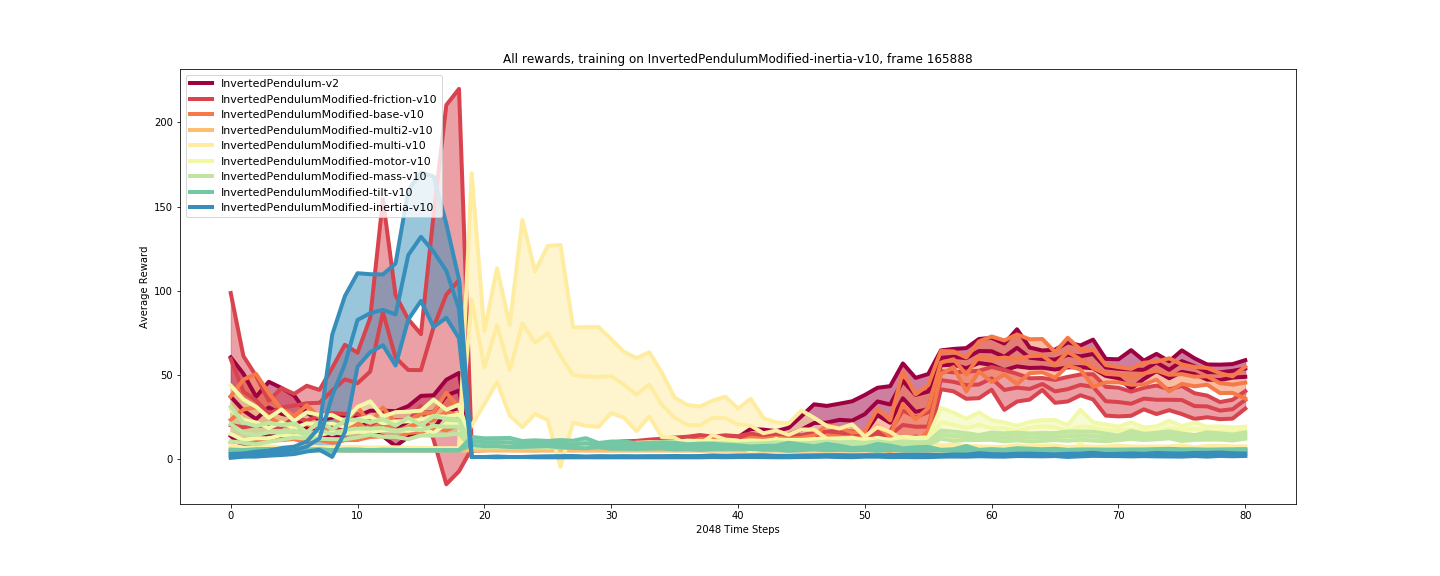 All rewards, training on InvertedPendulumModified-inertia-v10, frame 165888
InvertedPendulum-v2
InvertedPendulumModified-friction-v10
InvertedPendulumModified-base-v10
InvertedPendulumModified-multi2-v10
InvertedPendulumModified-multi-v10
InvertedPendulumModified-motor-v10
InvertedPendulumModified-mass-v10
InvertedPendulumModified-tilt-v10
InvertedPendulumModified-inertia-v10
Average Reward
200
150
100
50
0
0 10 20 30 40 50 60 70 80
2048 Time Steps